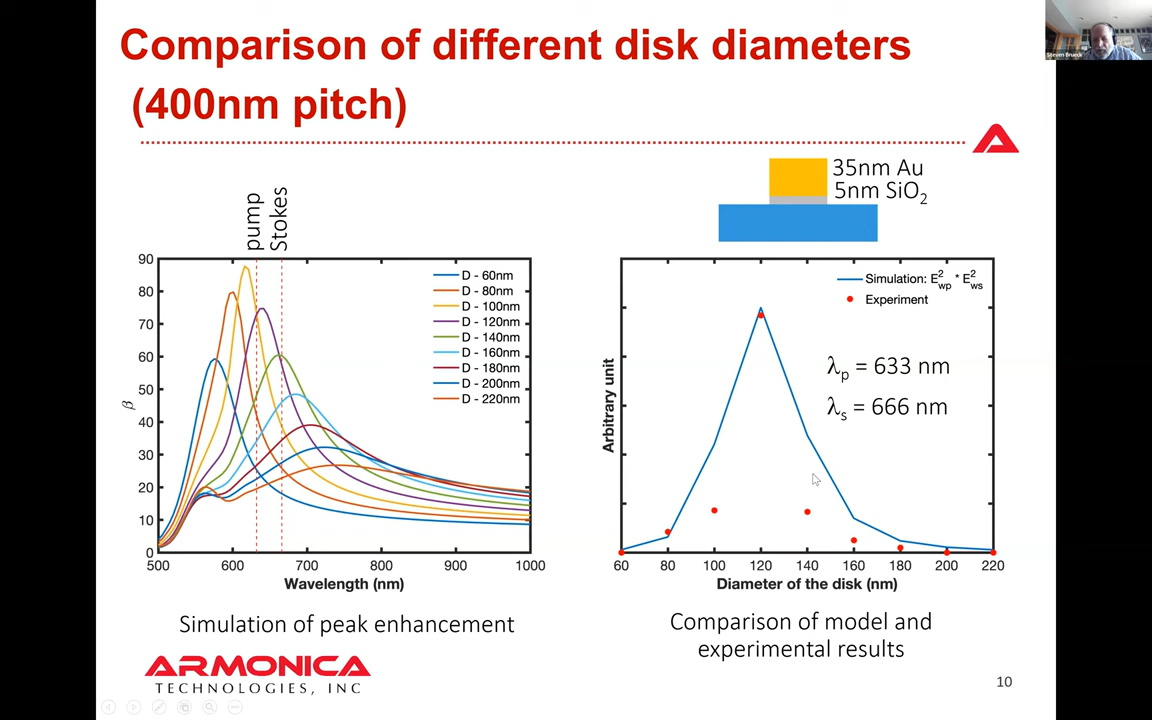 Comparison of different disk diameters
(400nm pitch)
Steven Brueck
35nm Au
5nm SiO2
pump
Stokes
90
80
70
60
50
40
30
20
10
0
β
500
600
700
800
900
1000
Wavelength (nm)
D - 60nm
D - 80nm
D - 100nm
D - 120nm
D - 140nm
D - 160nm
D - 180nm
D - 200nm
D - 220nm
Simulation of peak enhancement
Arbitrary unit
Simulation: E²wp * E²ws
Experiment
λp = 633 nm
λs = 666 nm
60
80
100
120
140
160
180
200
220
Diameter of the disk (nm)
Comparison of model and
experimental results
ARMONICA
TECHNOLOGIES, INC
10